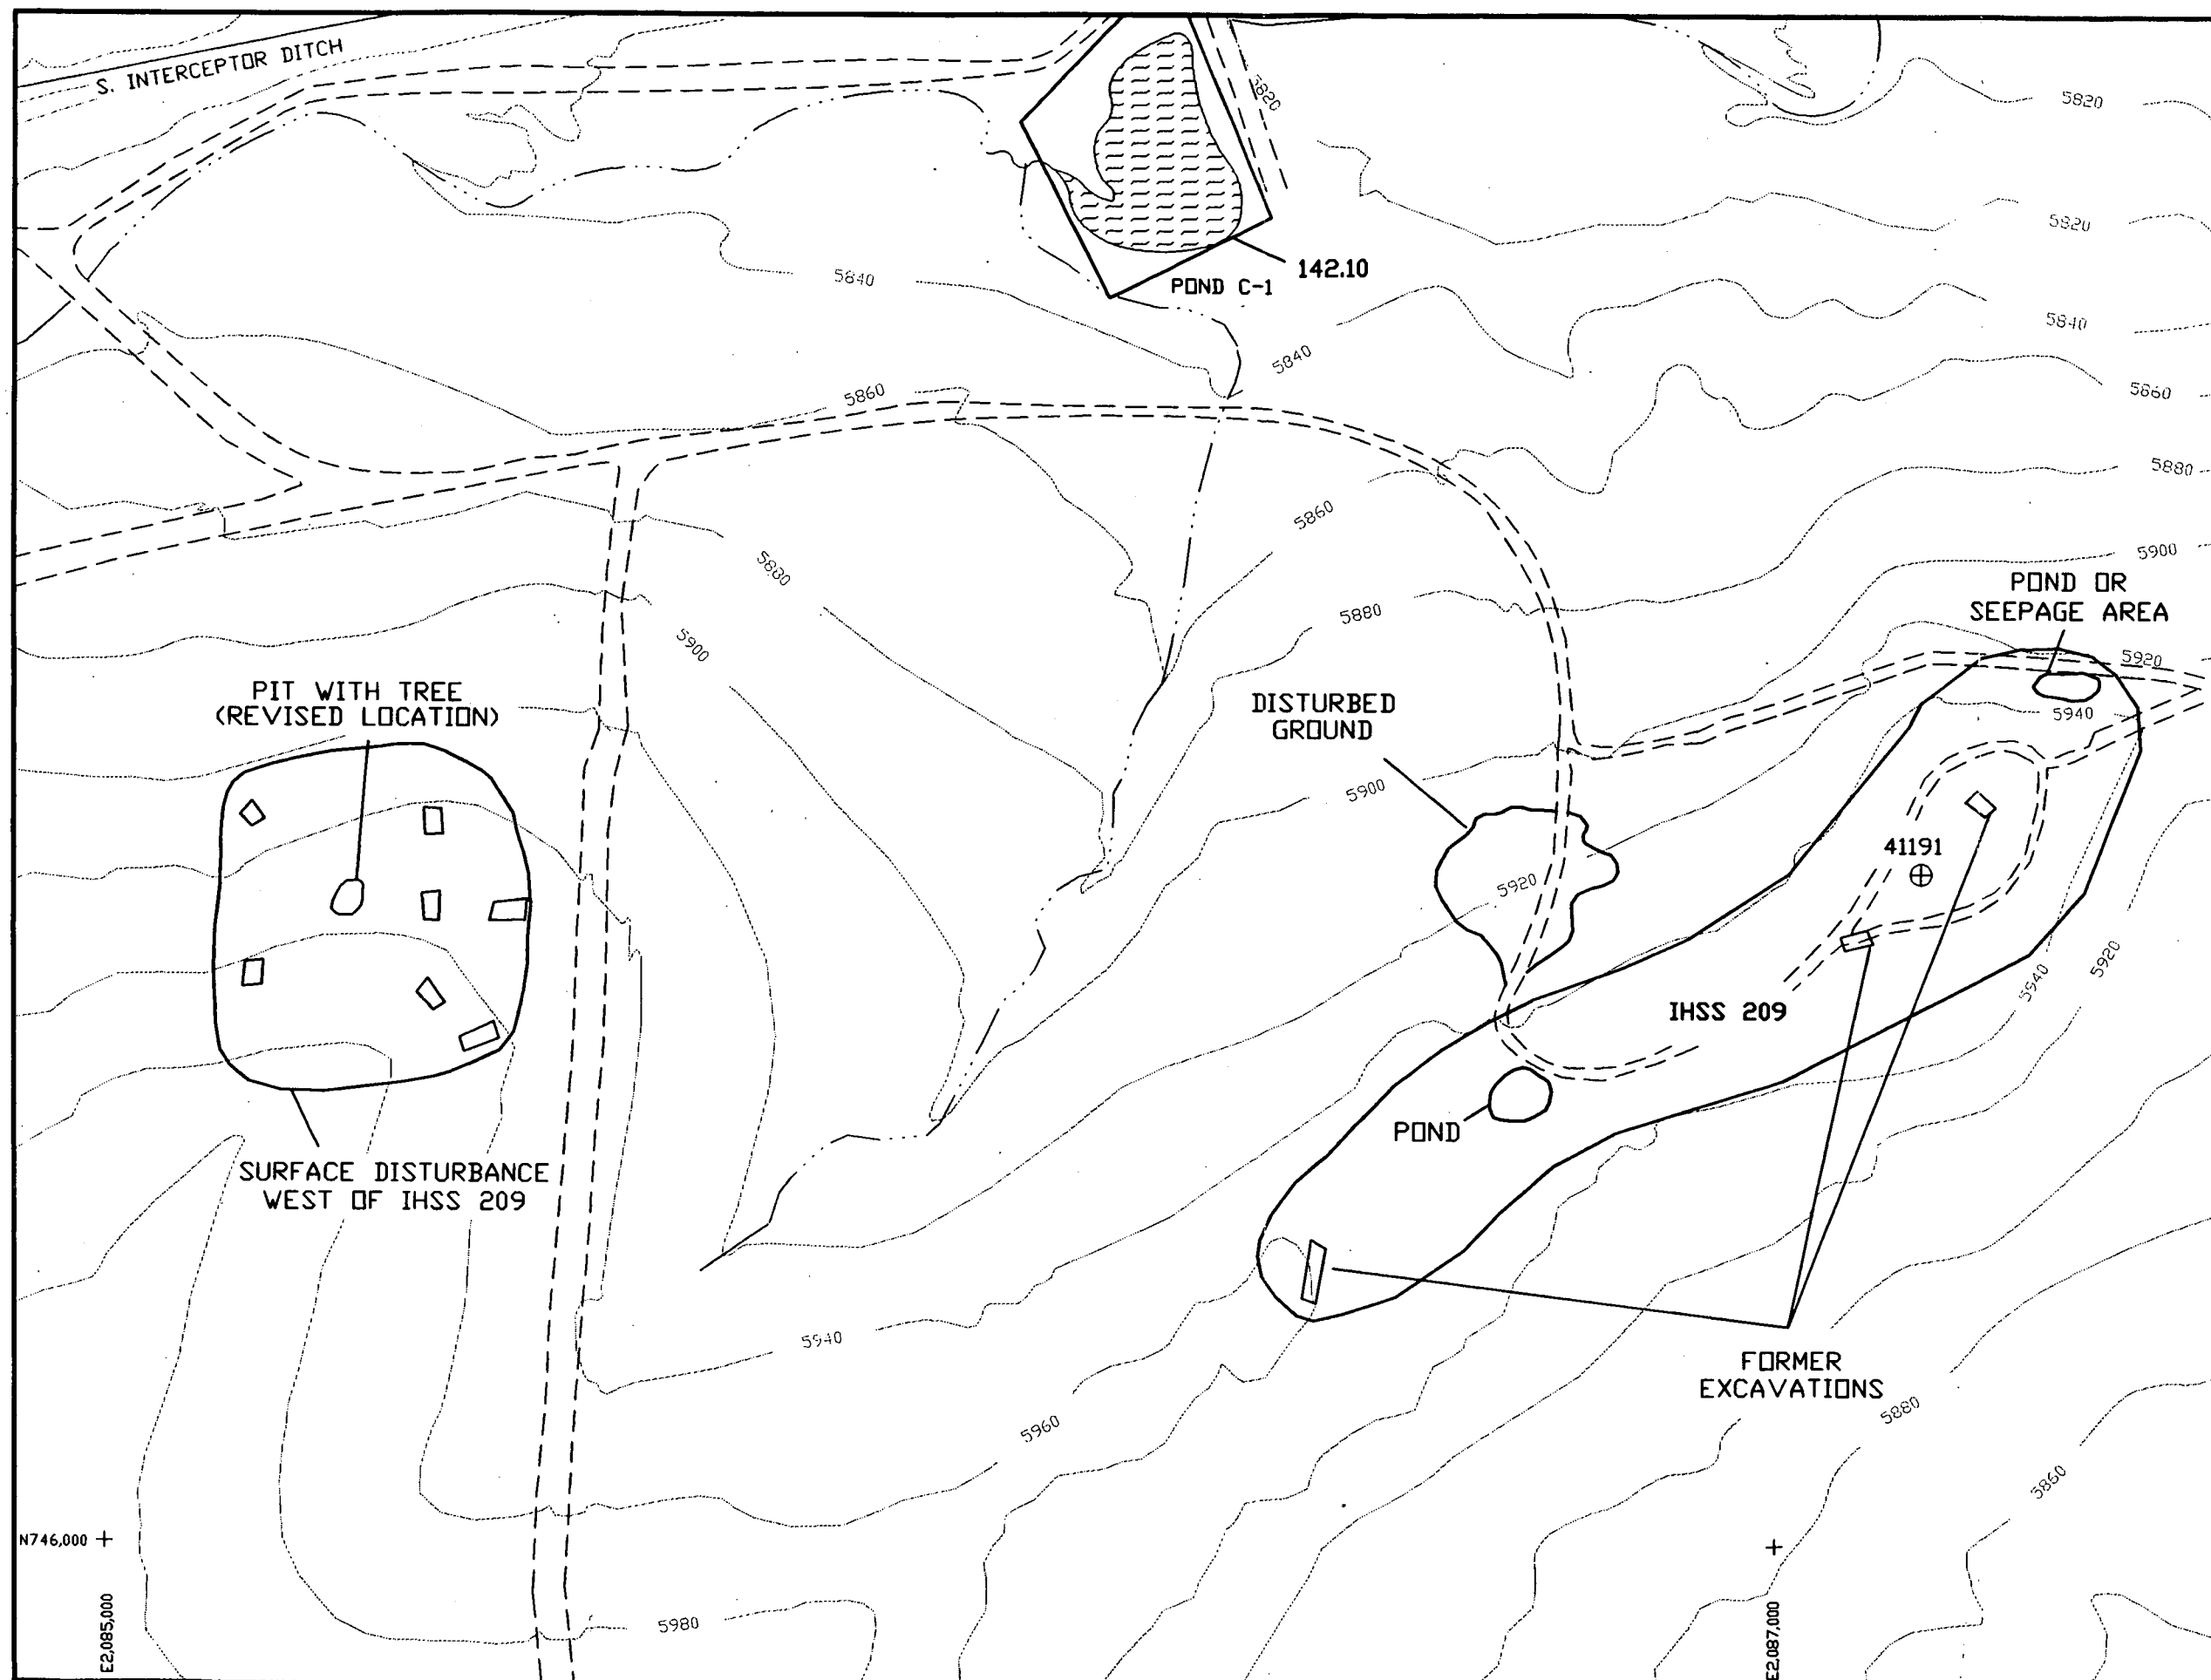 S. INTERCEPTOR DITCH
5820
5820
5820
142.10
POND C-1
5840
5840
5840
5860
5860
5880
5860
5900
5880
5880
5900
POND OR
SEEPAGE AREA
5920
5940
PIT WITH TREE
(REVISED LOCATION)
DISTURBED
GROUND
5900
5920
41191
5920
5940
IHSS 209
POND
SURFACE DISTURBANCE
WEST OF IHSS 209
5940
FORMER
EXCAVATIONS
5960
5880
5860
N746,000
E2,085,000
5980
E2,087,000